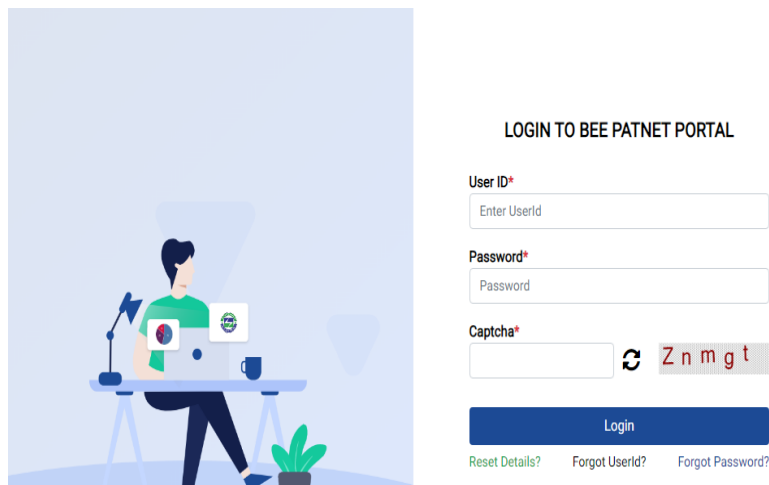 LOGIN TO BEE PATNET PORTAL
User ID*
Enter UserId
Password*
Password
Captcha*
Z n m g t
Login
Reset Details? Forgot UserId? Forgot Password?